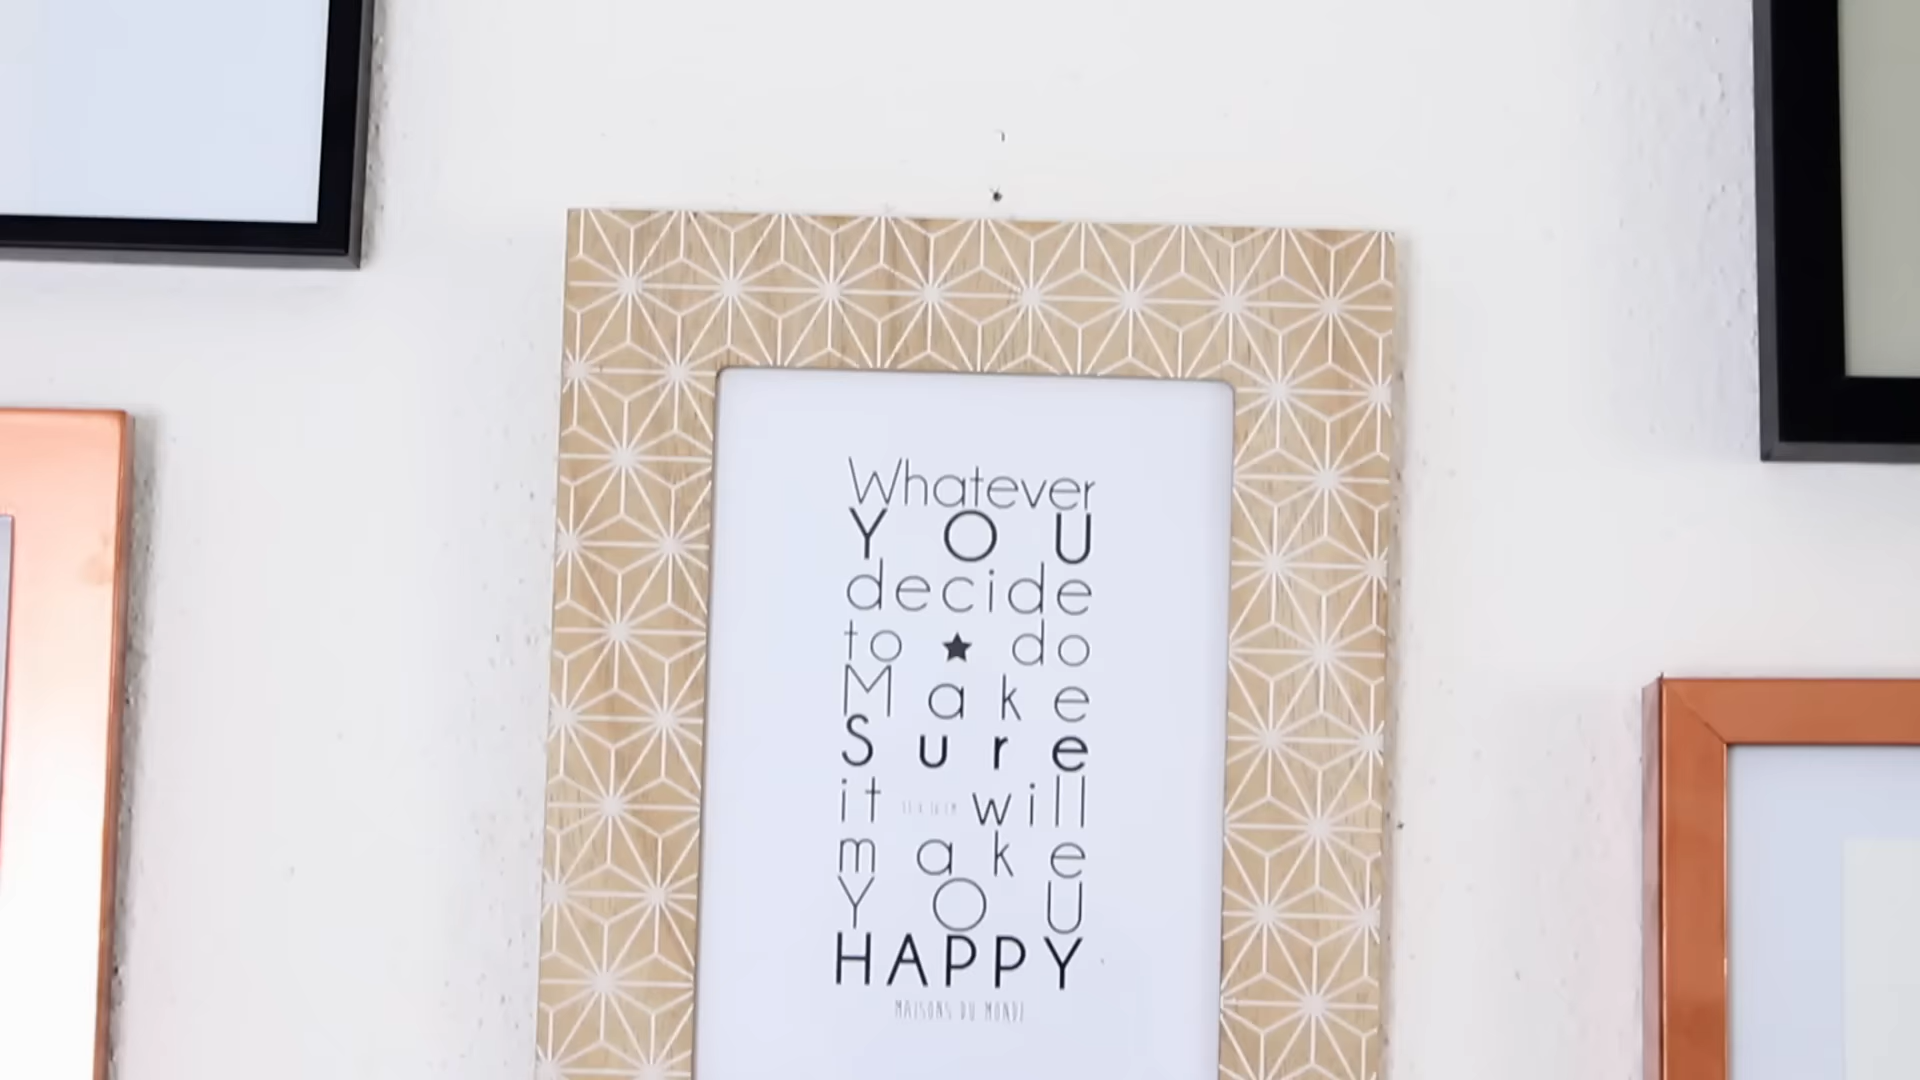 Whatever
YOU
decide
to ★ do
Make
Sure
it will
make
YOU
HAPPY
MAISONS DU MONDE